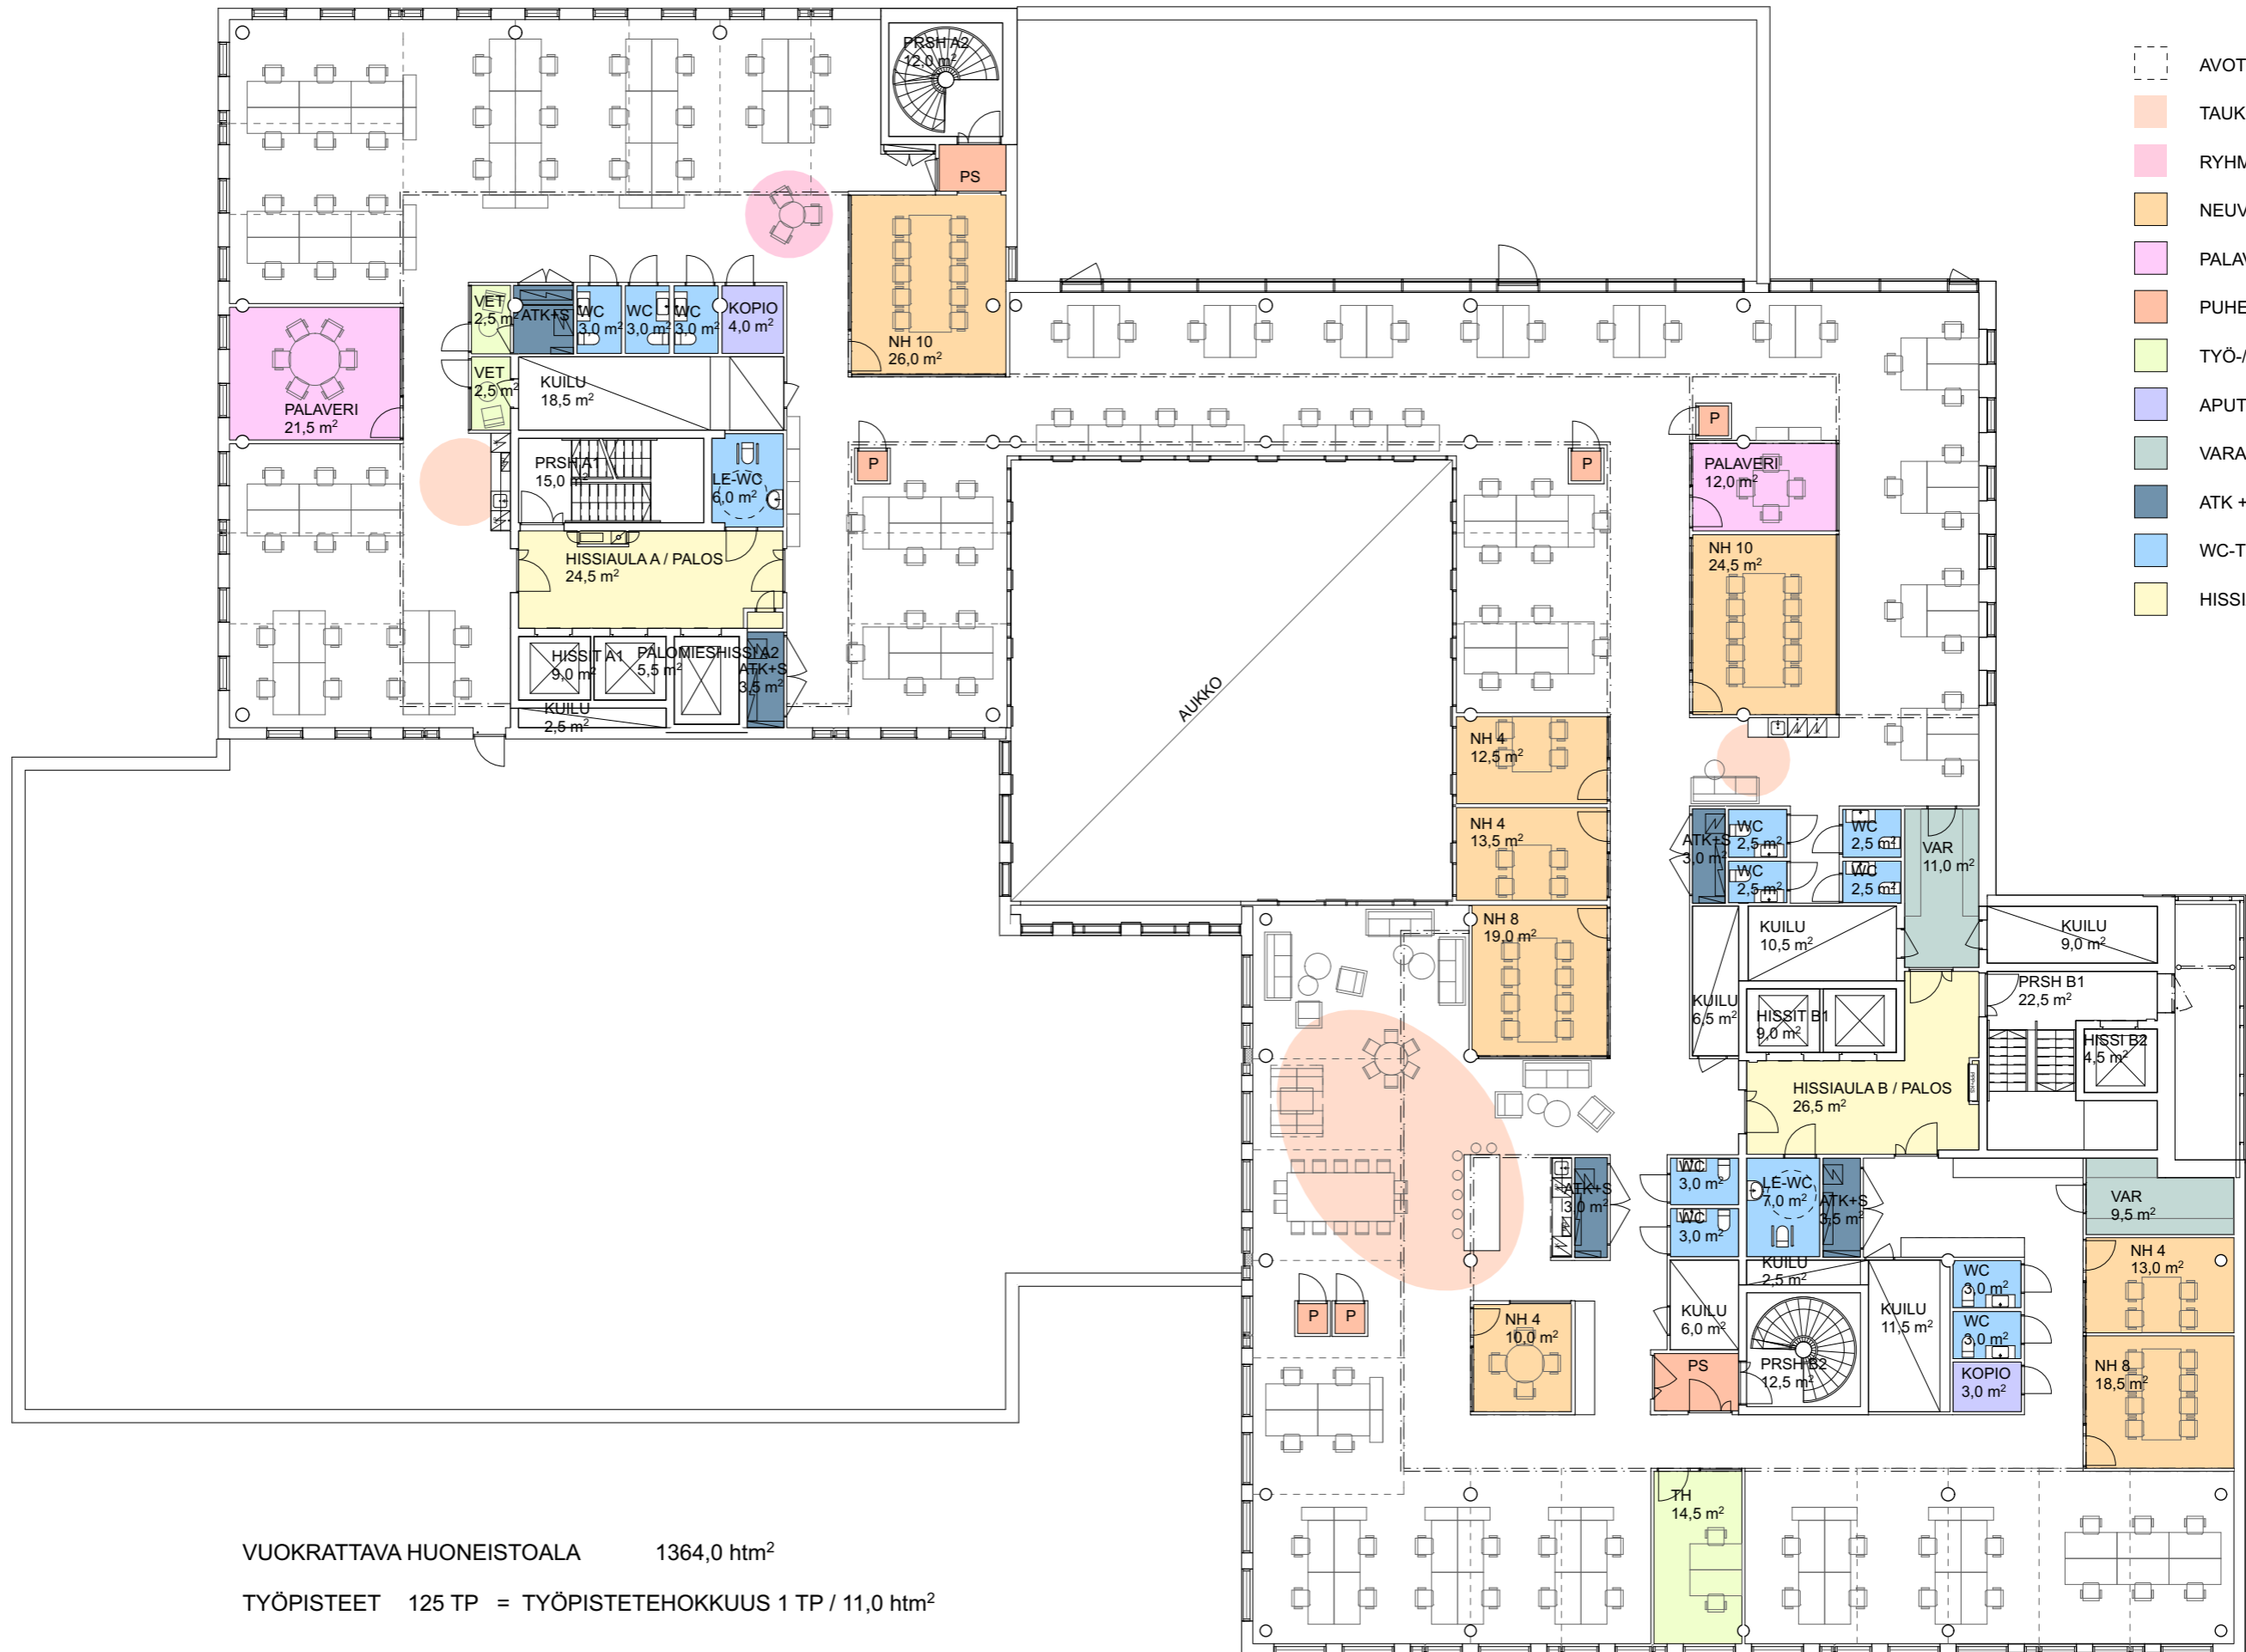 PRSH A2
12,0 m²
PS
NH 10
26,0 m²
VET
2,5 m²
ATK+S
WC
3,0 m²
WC
3,0 m²
WC
3,0 m²
KOPIO
4,0 m²
VET
2,5 m²
KUILU
18,5 m²
PALAVERI
21,5 m²
PRSH A1
15,0 m²
LE-WC
6,0 m²
HISSIAULA A / PALOS
24,5 m²
HISSIT A1
9,0 m²
PALOMIESHISSI A2
5,5 m²
ATK+S
3,5 m²
KUILU
2,5 m²
P
P
P
PALAVERI
12,0 m²
NH 10
24,5 m²
AUKKO
NH 4
12,5 m²
NH 4
13,5 m²
NH 8
19,0 m²
ATK+S
3,0 m²
WC
2,5 m²
WC
2,5 m²
WC
2,5 m²
WC
2,5 m²
VAR
11,0 m²
KUILU
10,5 m²
KUILU
9,0 m²
KUILU
6,5 m²
HISSIT B1
9,0 m²
PRSH B1
22,5 m²
HISSI B2
4,5 m²
HISSIAULA B / PALOS
26,5 m²
ATK+S
3,0 m²
WC
3,0 m²
WC
3,0 m²
LE-WC
7,0 m²
ATK+S
3,5 m²
VAR
9,5 m²
NH 4
13,0 m²
NH 8
18,5 m²
KUILU
2,5 m²
KUILU
6,0 m²
KUILU
11,5 m²
WC
3,0 m²
WC
3,0 m²
KOPIO
3,0 m²
P
P
NH 4
10,0 m²
PS
PRSH B2
12,5 m²
TH
14,5 m²
AVOT
TAUK
RYHM
NEUV
PALAV
PUHE
TYÖ-/
APUT
VARA
ATK +
WC-T
HISSI
VUOKRATTAVA HUONEISTOALA 1364,0 htm²
TYÖPISTEET 125 TP = TYÖPISTETEHOKKUUS 1 TP / 11,0 htm²